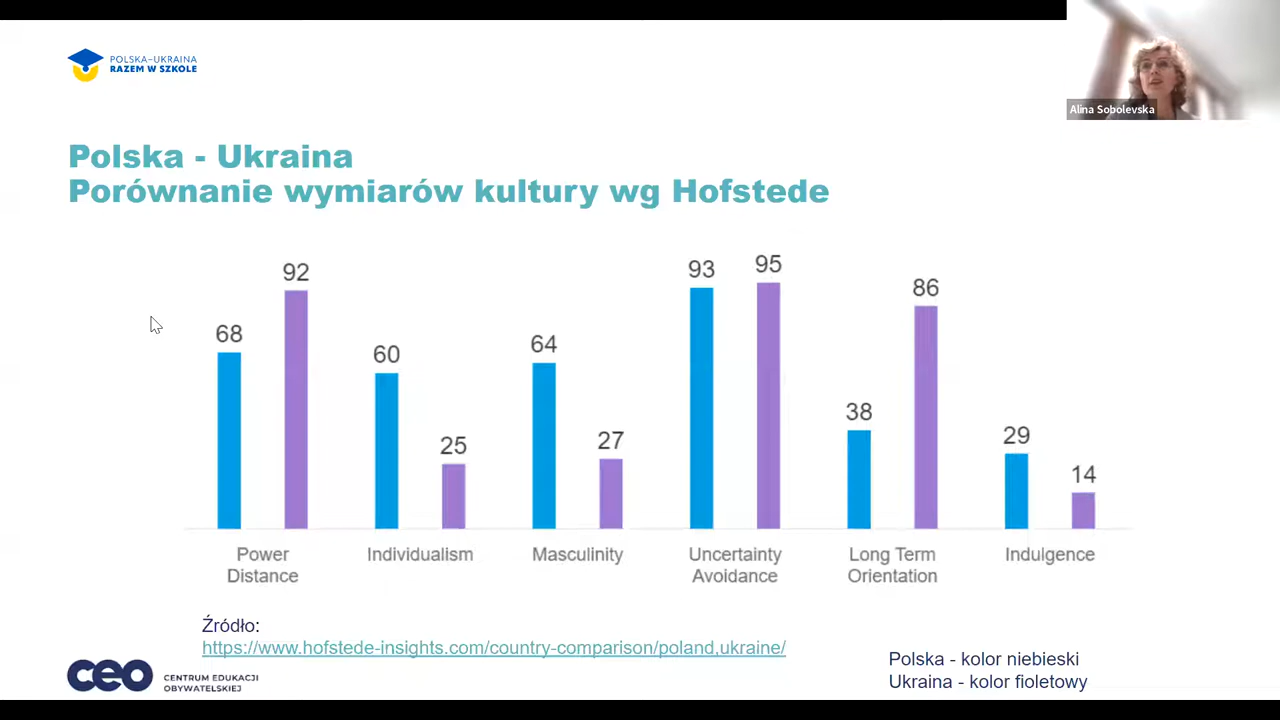 POLSKA–UKRAINA
RAZEM W SZKOLE
Alina Sobolevska
Polska - Ukraina
Porównanie wymiarów kultury wg Hofstede
68
92
60
25
64
27
93
95
38
86
29
14
Power
Distance
Individualism
Masculinity
Uncertainty
Avoidance
Long Term
Orientation
Indulgence
Źródło:
https://www.hofstede-insights.com/country-comparison/poland,ukraine/
ceo
CENTRUM EDUKACJI
OBYWATELSKIEJ
Polska - kolor niebieski
Ukraina - kolor fioletowy